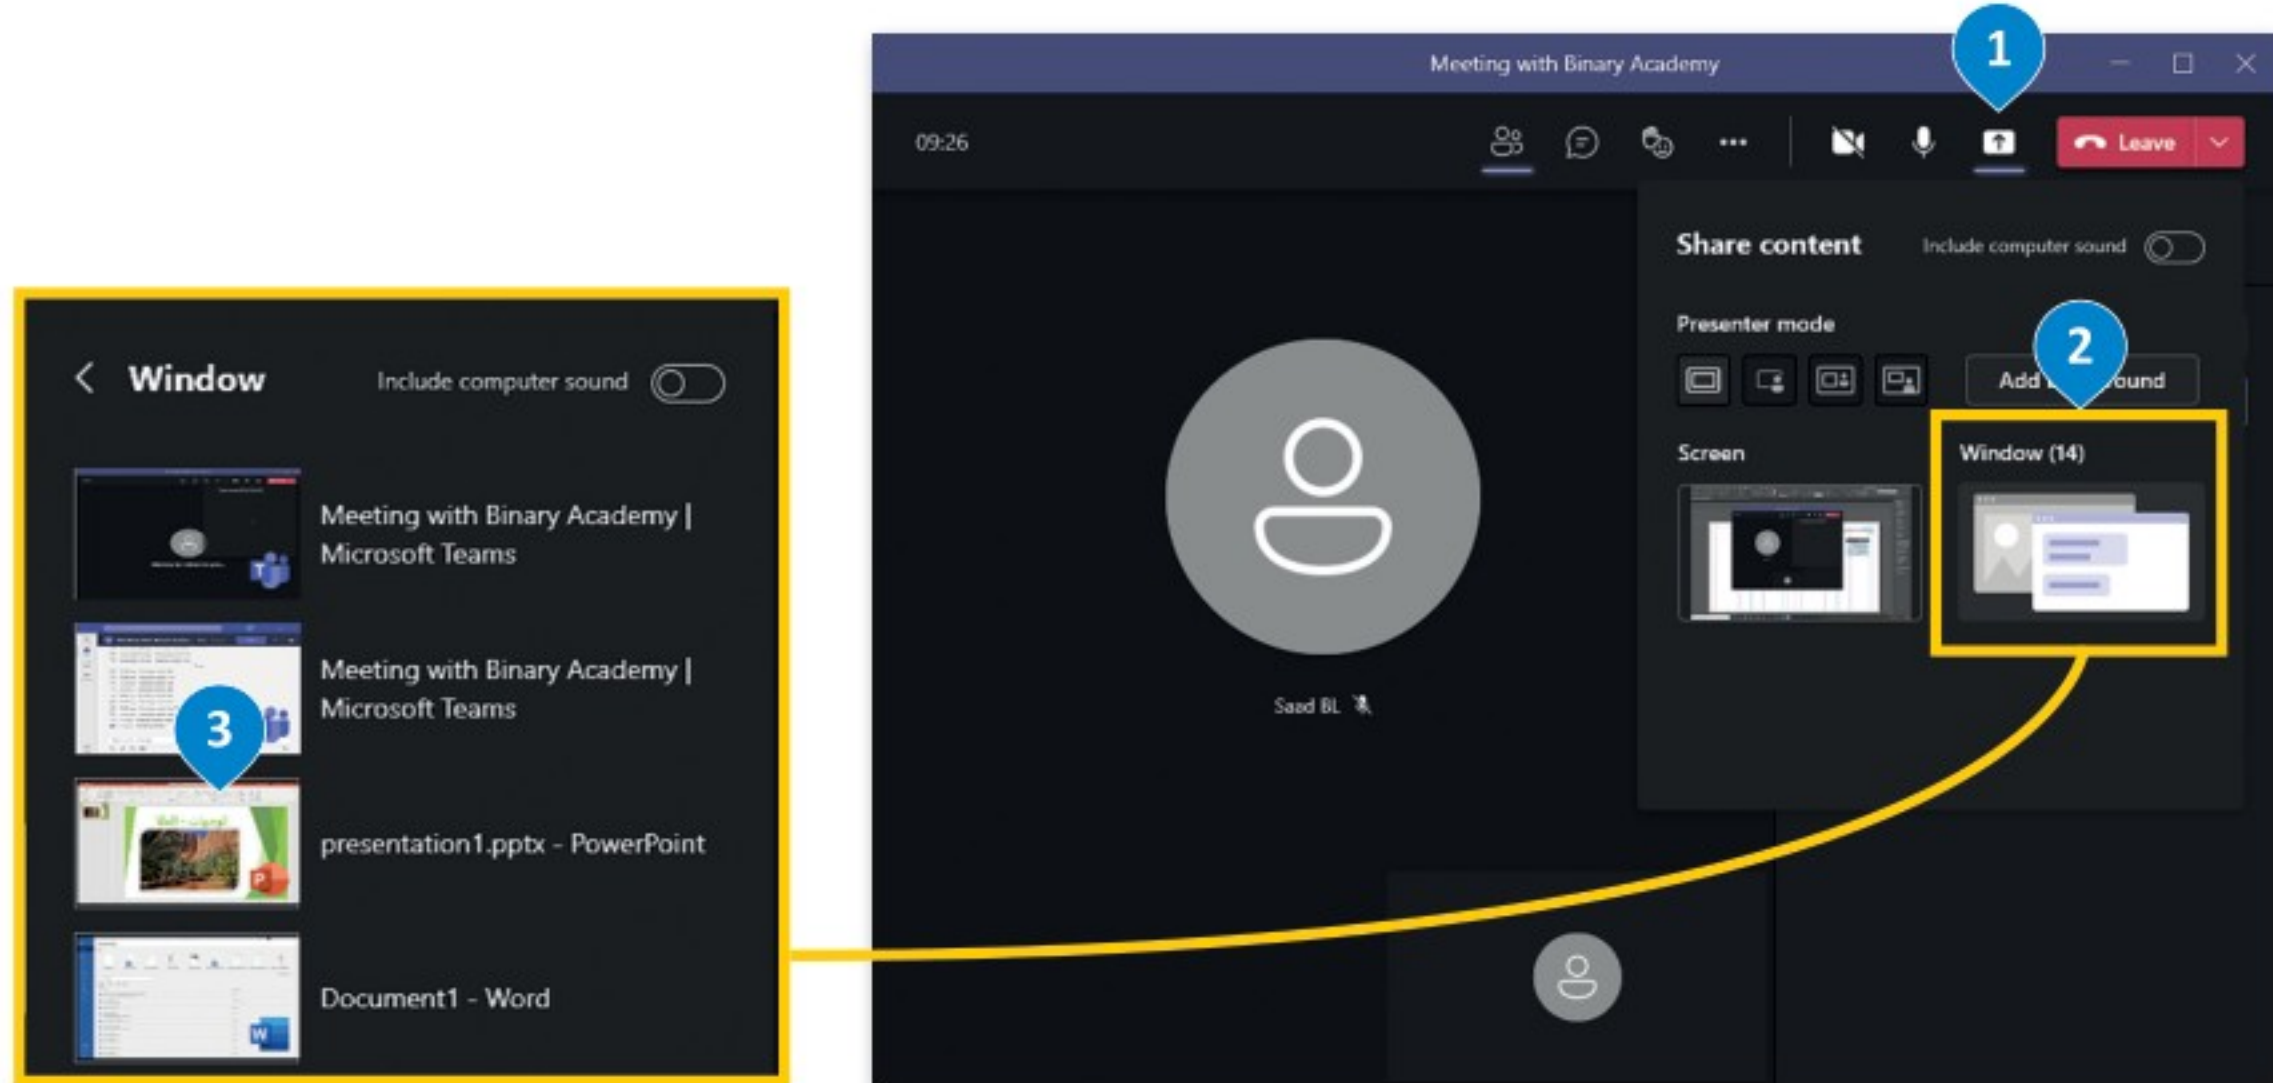 Meeting with Binary Academy
1
09:26
Leave
Share content
Include computer sound
Presenter mode
2
Add
ound
Screen
Window (14)
Saad BL
Window
Include computer sound
Meeting with Binary Academy |
Microsoft Teams
Meeting with Binary Academy |
Microsoft Teams
3
presentation1.pptx - PowerPoint
Document1 - Word